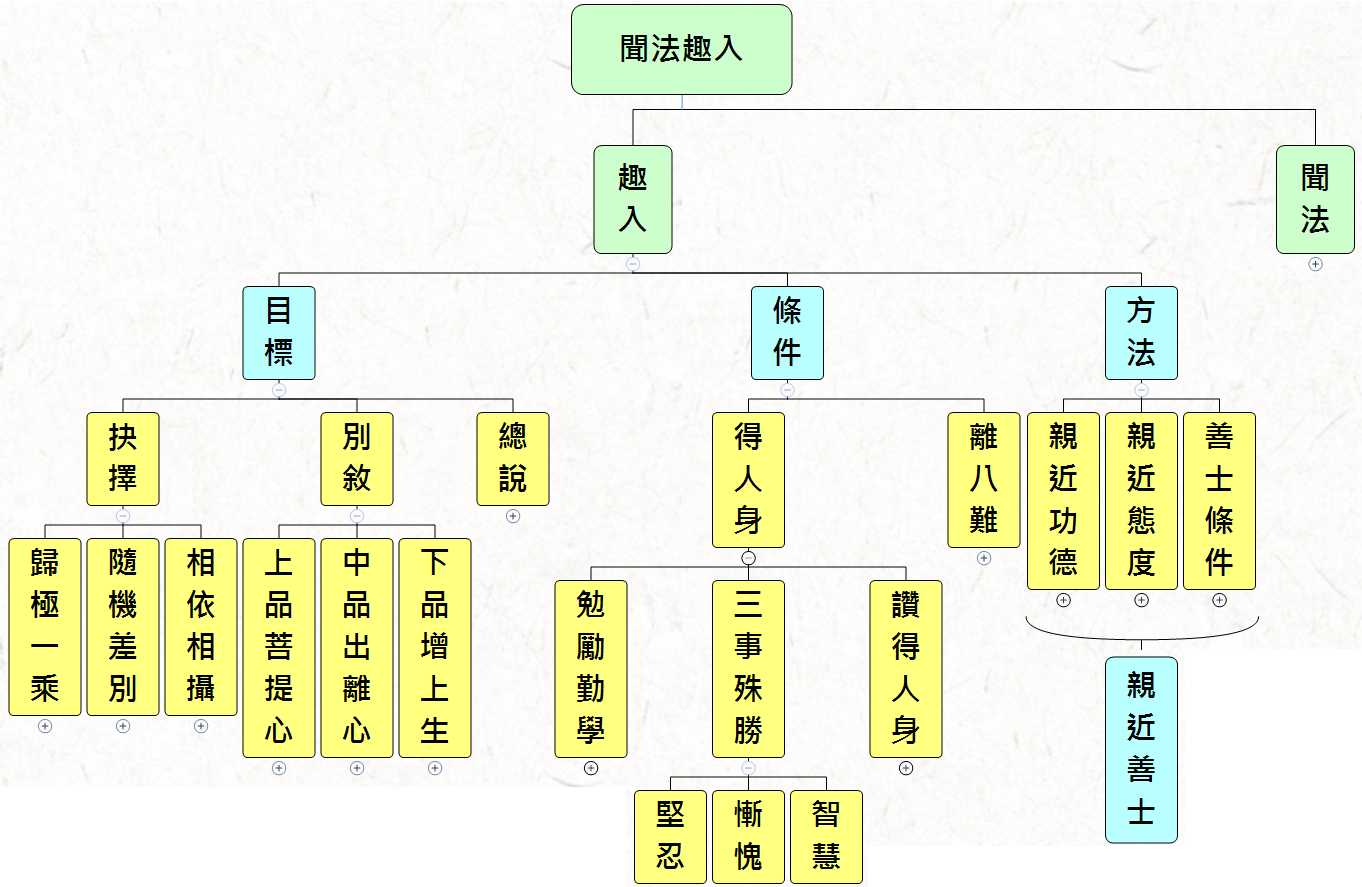 聞法趣入
趣入
聞法
目標
條件
方法
抉擇
別敘
總說
得人身
離八難
親近功德
親近態度
善士條件
歸極一乘
隨機差別
相依相攝
上品菩提心
中品出離心
下品增上生
勉勵勤學
三事殊勝
讚得人身
親近善士
堅忍
慚愧
智慧